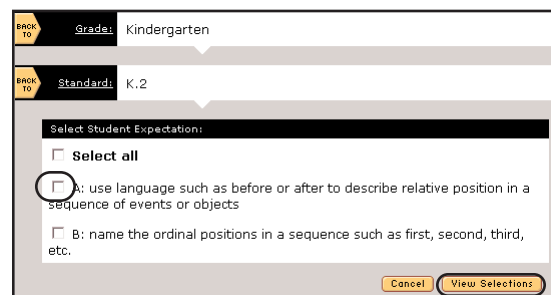 BACK TO Grade: Kindergarten
BACK TO Standard: K.2
Select Student Expectation:
Select all
A: use language such as before or after to describe relative position in a
sequence of events or objects
B: name the ordinal positions in a sequence such as first, second, third,
etc.
Cancel View Selections